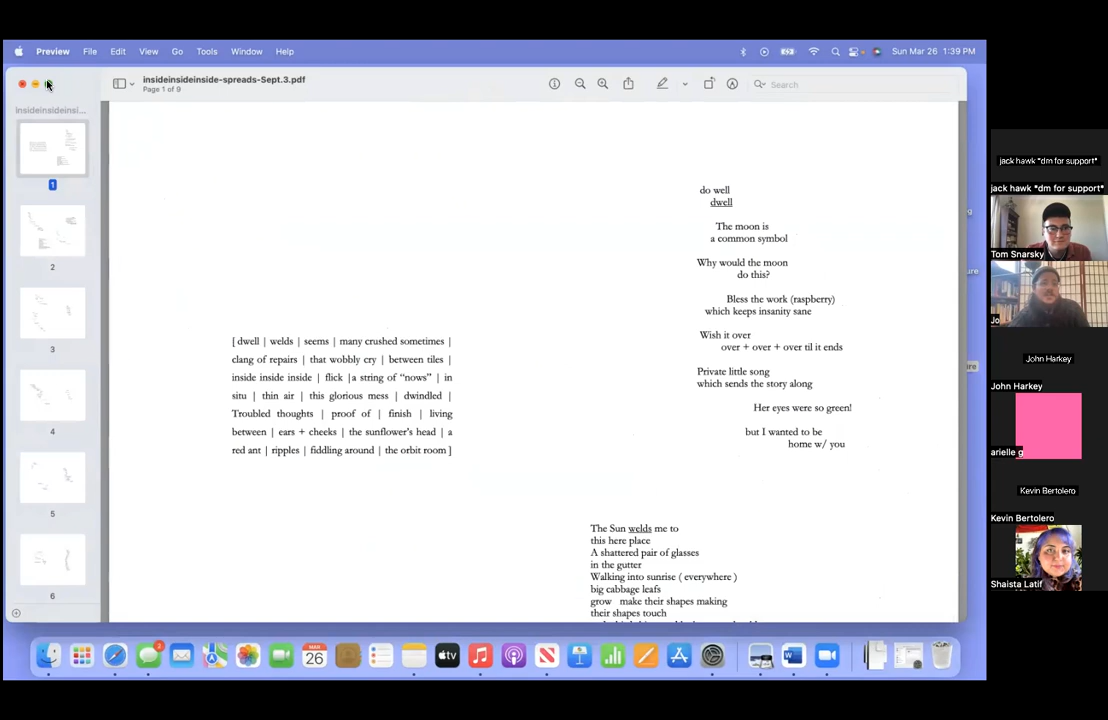 Preview File Edit View Go Tools Window Help
Sun Mar 26 1:39 PM
insideinsideinside-spreads-Sept.3.pdf
Page 1 of 9
Search
insideinsideinsi...
1
2
3
4
5
6
[ dwell | welds | seems | many crushed sometimes |
clang of repairs | that wobbly cry | between tiles |
inside inside inside | flick |a string of “nows” | in
situ | thin air | this glorious mess | dwindled |
Troubled thoughts | proof of | finish | living
between | ears + cheeks | the sunflower’s head | a
red ant | ripples | fiddling around | the orbit room ]
do well
dwell
The moon is
a common symbol
Why would the moon
do this?
Bless the work (raspberry)
which keeps insanity sane
Wish it over
over + over + over til it ends
Private little song
which sends the story along
Her eyes were so green!
but I wanted to be
home w/ you
The Sun welds me to
this here place
A shattered pair of glasses
in the gutter
Walking into sunrise ( everywhere )
big cabbage leafs
grow make their shapes making
their shapes touch
jack hawk *dm for support*
jack hawk *dm for support*
Tom Snarsky
Jo
John Harkey
John Harkey
arielle g
Kevin Bertolero
Kevin Bertolero
Shaista Latif
MAR
26
tv
2